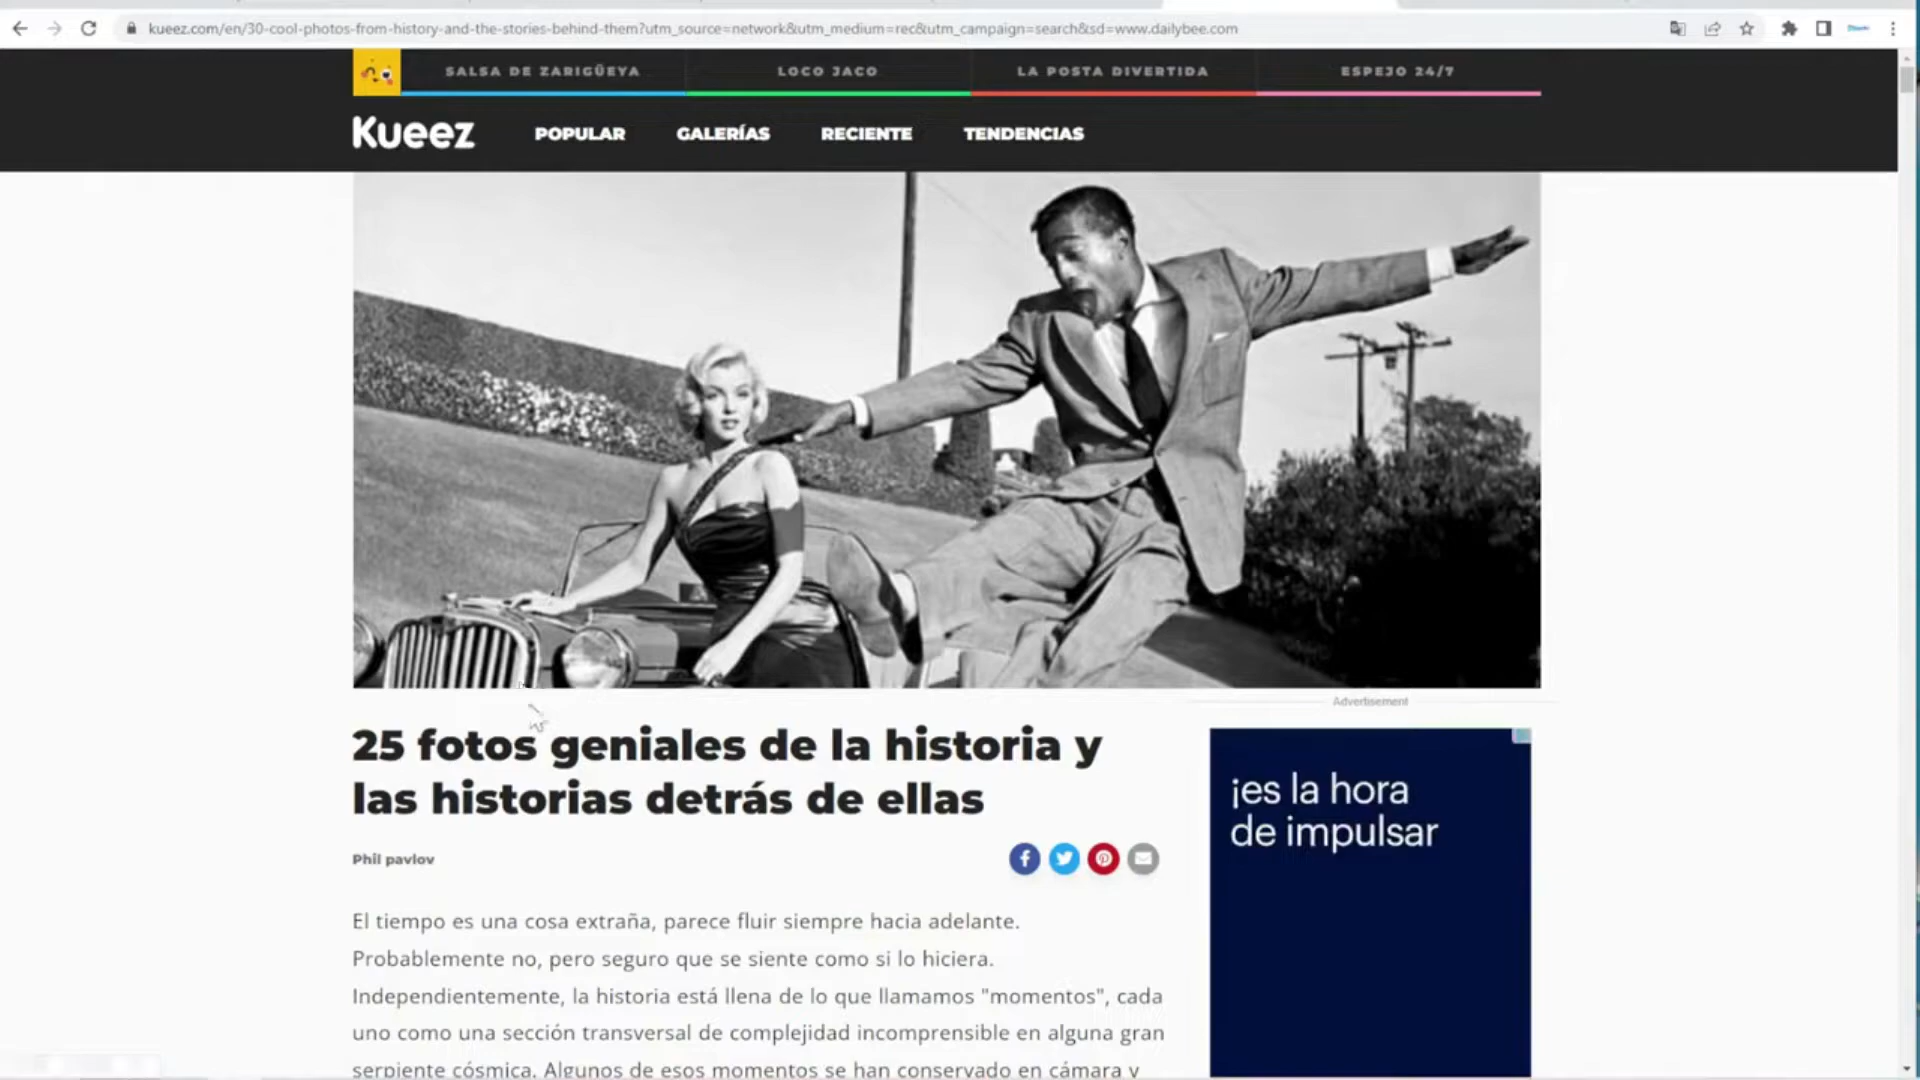 kueez.com/en/30-cool-photos-from-history-and-the-stories-behind-them?utm_source=network&utm_medium=rec&utm_campaign=search&sd=www.dailybee.com
SALSA DE ZARIGÜEYA
LOCO JACO
LA POSTA DIVERTIDA
ESPEJO 24/7
Kueez
POPULAR
GALERÍAS
RECIENTE
TENDENCIAS
Advertisement
25 fotos geniales de la historia y
las historias detrás de ellas
¡es la hora
de impulsar
Phil pavlov
El tiempo es una cosa extraña, parece fluir siempre hacia adelante.
Probablemente no, pero seguro que se siente como si lo hiciera.
Independientemente, la historia está llena de lo que llamamos "momentos", cada
uno como una sección transversal de complejidad incomprensible en alguna gran
serpiente cósmica. Algunos de esos momentos se han conservado en cámara y